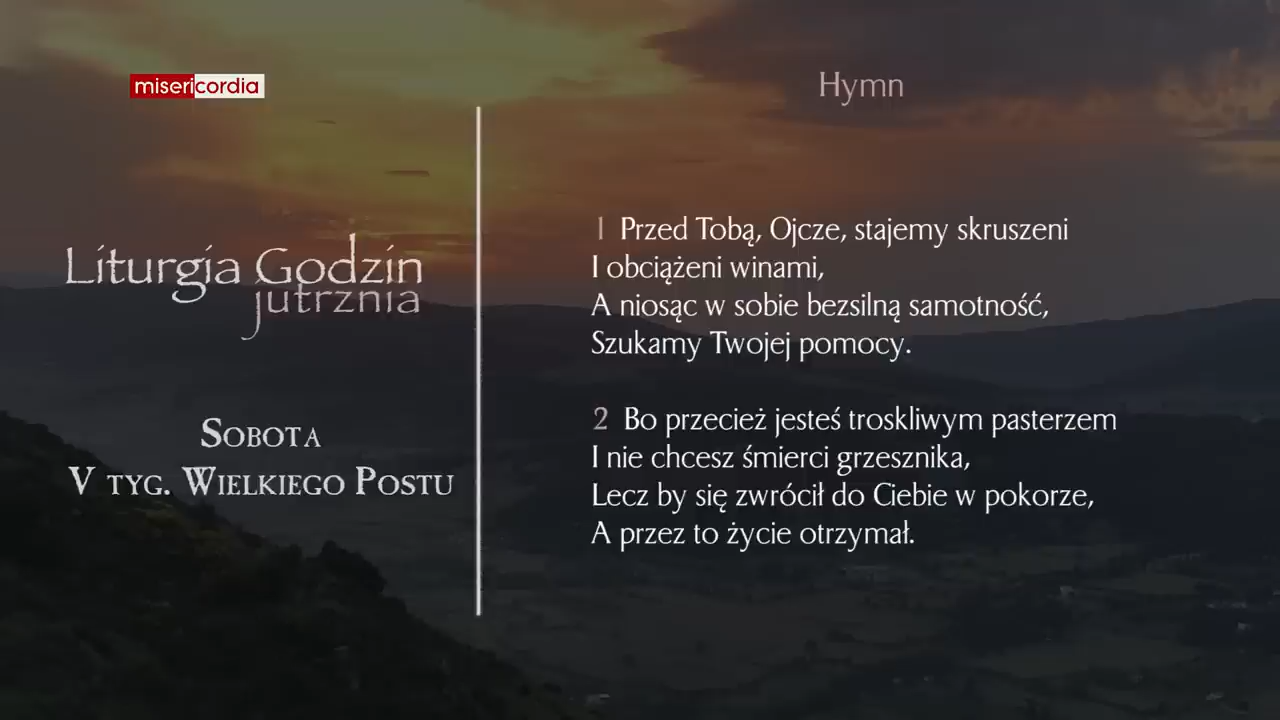 misericordia
Liturgia Godzin
jutrznia
Sobota
V tyg. Wielkiego Postu
Hymn
1 Przed Tobą, Ojcze, stajemy skruszeni
I obciążeni winami,
A niosąc w sobie bezsilną samotność,
Szukamy Twojej pomocy.
2 Bo przecież jesteś troskliwym pasterzem
I nie chcesz śmierci grzesznika,
Lecz by się zwrócił do Ciebie w pokorze,
A przez to życie otrzymał.